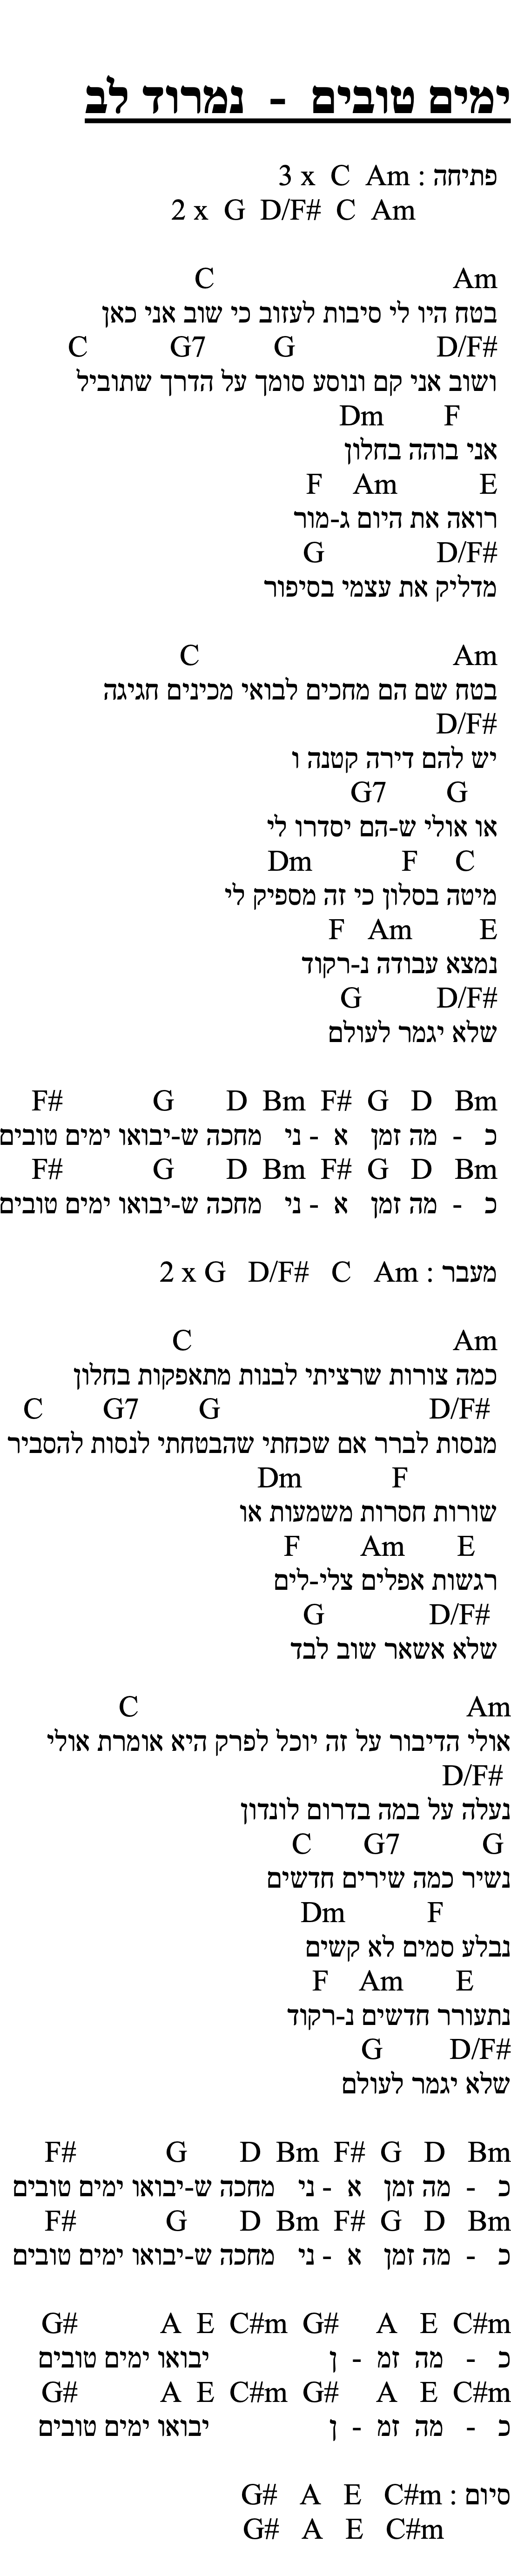 ימים טובים - נמרוד לב
פתיחה : 3 x C Am
2 x G D/F# C Am
C Am
בטח היו לי סיבות לעזוב כי שוב אני כאן
C G7 G D/F#
ושוב אני קם ונוסע סומך על הדרך שתוביל
Dm F
אני בוהה בחלון
F Am E
רואה את היום ג-מור
G D/F#
מדליק את עצמי בסיפור
C Am
בטח שם הם מחכים לבואי מכינים חגיגה
D/F#
יש להם דירה קטנה ו
G7 G
או אולי ש-הם יסדרו לי
Dm F C
מיטה בסלון כי זה מספיק לי
F Am E
נמצא עבודה נ-רקוד
G D/F#
שלא יגמר לעולם
F# G D Bm F# G D Bm
כ - מה זמן א - ני מחכה ש-יבואו ימים טובים
F# G D Bm F# G D Bm
כ - מה זמן א - ני מחכה ש-יבואו ימים טובים
מעבר : 2 x G D/F# C Am
C Am
כמה צורות שרציתי לבנות מתאפקות בחלון
C G7 G D/F#
מנסות לברר אם שכחתי שהבטחתי לנסות להסביר
Dm F
שורות חסרות משמעות או
F Am E
רגשות אפלים צלי-לים
G D/F#
שלא אשאר שוב לבד
C Am
אולי הדיבור על זה יוכל לפרק היא אומרת אולי
D/F#
נעלה על במה בדרום לונדון
C G7 G
נשיר כמה שירים חדשים
Dm F
נבלע סמים לא קשים
F Am E
נתעורר חדשים נ-רקוד
G D/F#
שלא יגמר לעולם
F# G D Bm F# G D Bm
כ - מה זמן א - ני מחכה ש-יבואו ימים טובים
F# G D Bm F# G D Bm
כ - מה זמן א - ני מחכה ש-יבואו ימים טובים
G# A E C#m G# A E C#m
כ - מה זמ - ן יבואו ימים טובים
G# A E C#m G# A E C#m
כ - מה זמ - ן יבואו ימים טובים
סיום : G# A E C#m
G# A E C#m